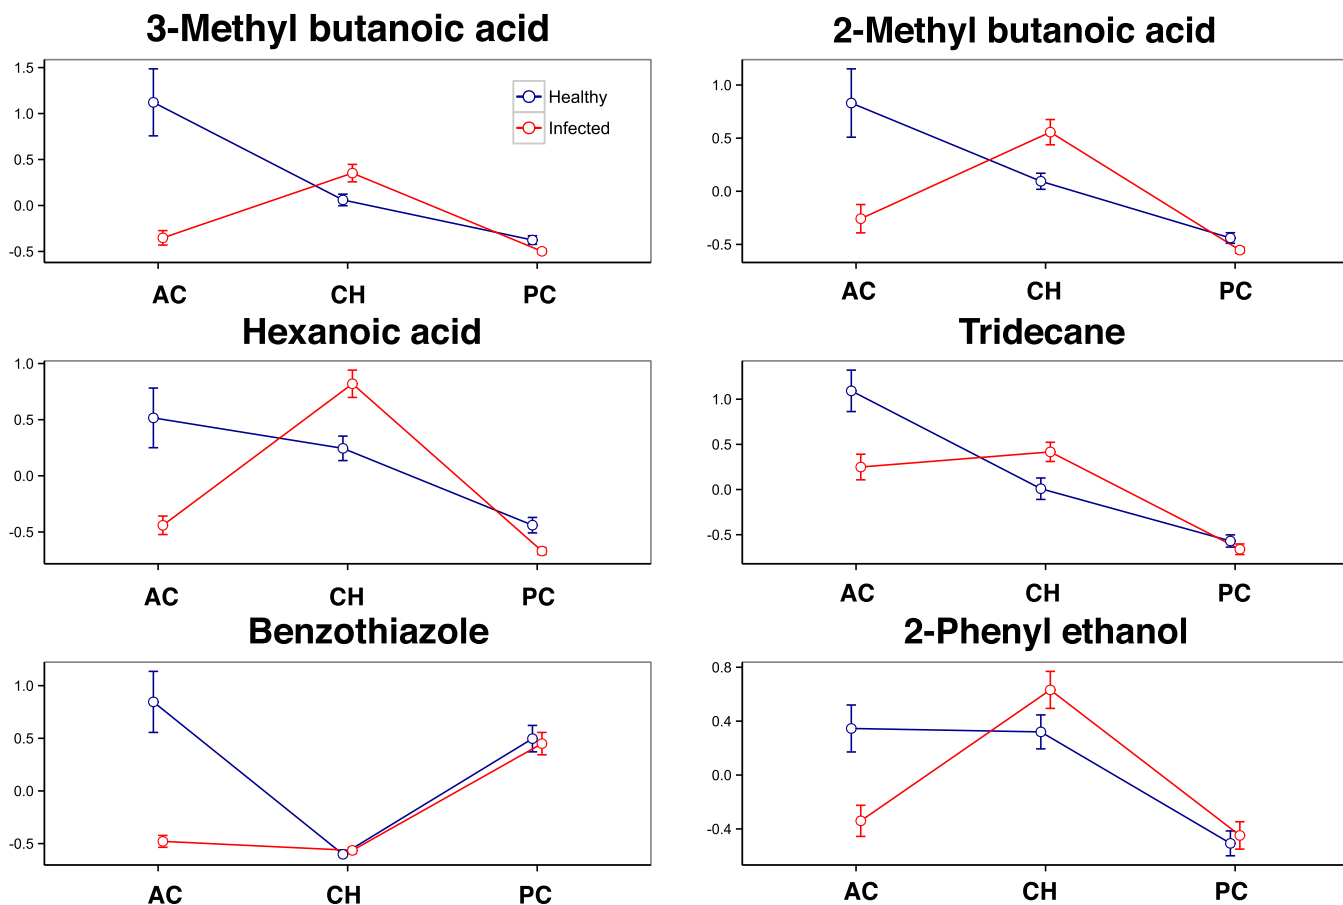 3-Methyl butanoic acid
1.5
1.0
0.5
0.0
-0.5
Healthy
Infected
AC CH PC
2-Methyl butanoic acid
1.0
0.5
0.0
-0.5
AC CH PC
Hexanoic acid
1.0
0.5
0.0
-0.5
AC CH PC
Tridecane
1.0
0.5
0.0
-0.5
AC CH PC
Benzothiazole
1.0
0.5
0.0
-0.5
AC CH PC
2-Phenyl ethanol
0.8
0.4
0.0
-0.4
AC CH PC